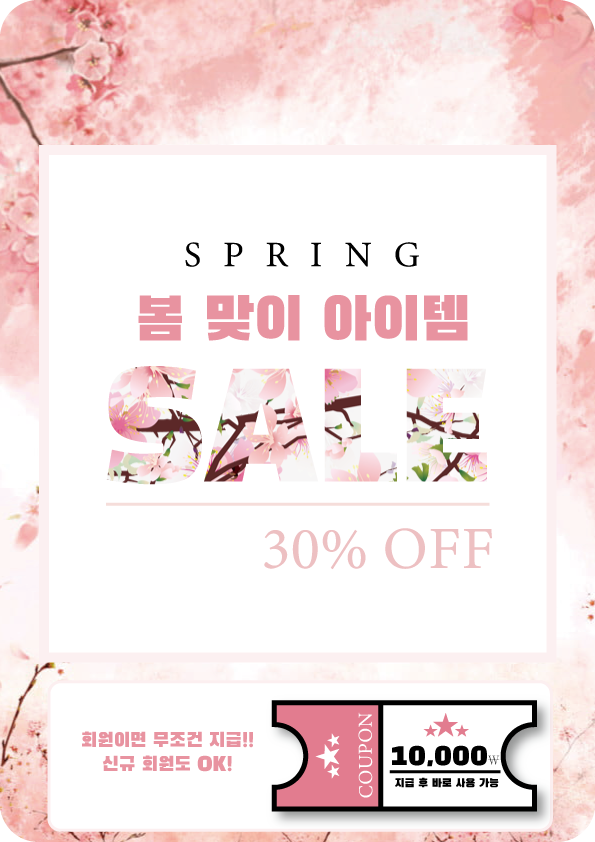 SPRING
봄 맞이 아이템
SALE
30% OFF
회원이면 무조건 지급!!
신규 회원도 OK!
COUPON
10,000₩
지급 후 바로 사용 가능